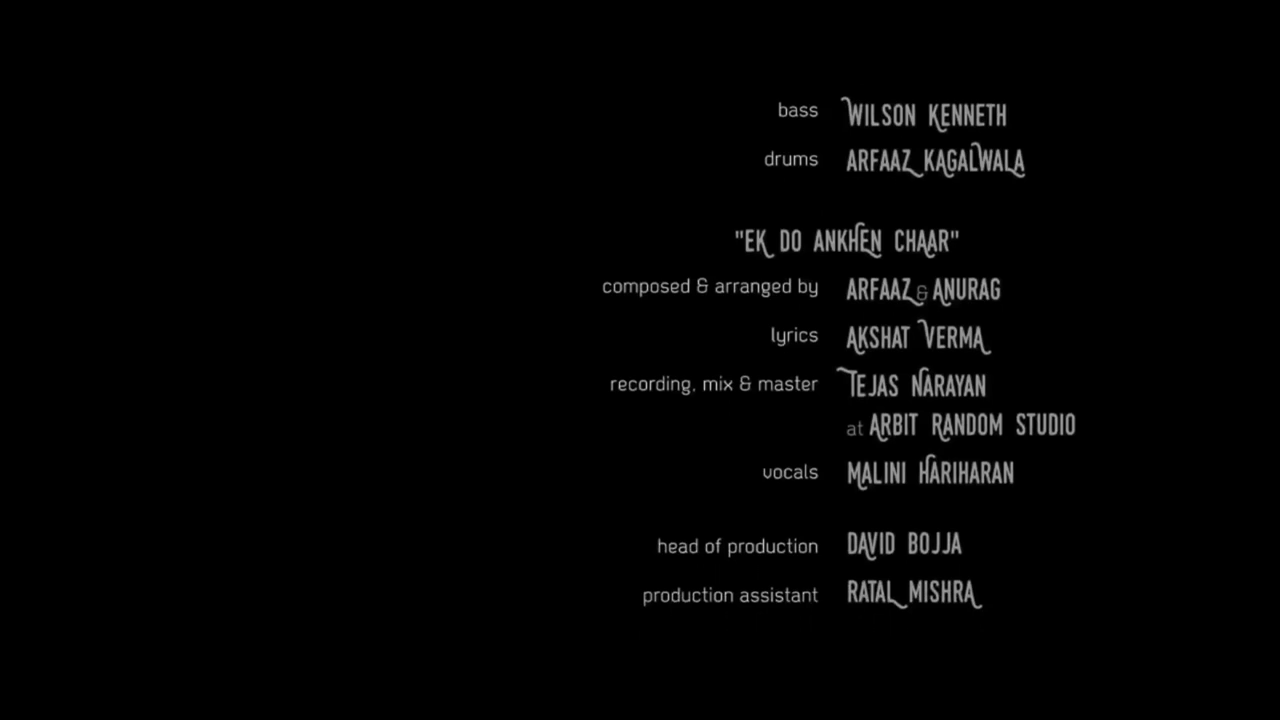 bass WILSON KENNETH
drums ARFAAZ KAGALWALA
"EK DO ANKHEN CHAAR"
composed & arranged by ARFAAZ & ANURAG
lyrics AKSHAT VERMA
recording, mix & master TEJAS NARAYAN
at ARBIT RANDOM STUDIO
vocals MALINI HARIHARAN
head of production DAVID BOJJA
production assistant RATAL MISHRA